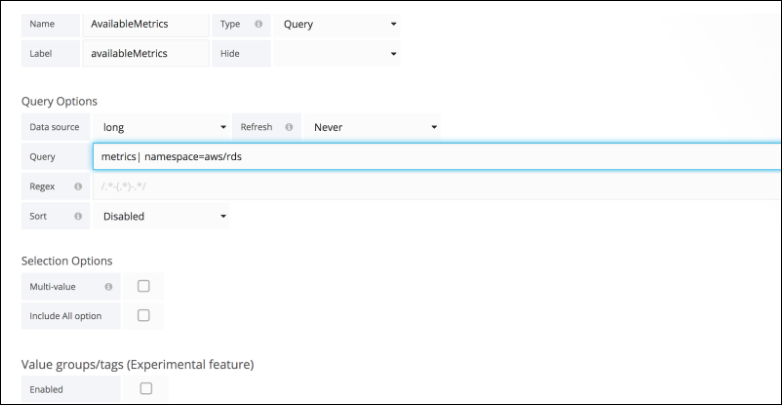 Name AvailableMetrics Type Query
Label availableMetrics Hide
Query Options
Data source long Refresh Never
Query metrics| namespace=aws/rds
Regex /.*-(.*)-.*/
Sort Disabled
Selection Options
Multi-value
Include All option
Value groups/tags (Experimental feature)
Enabled